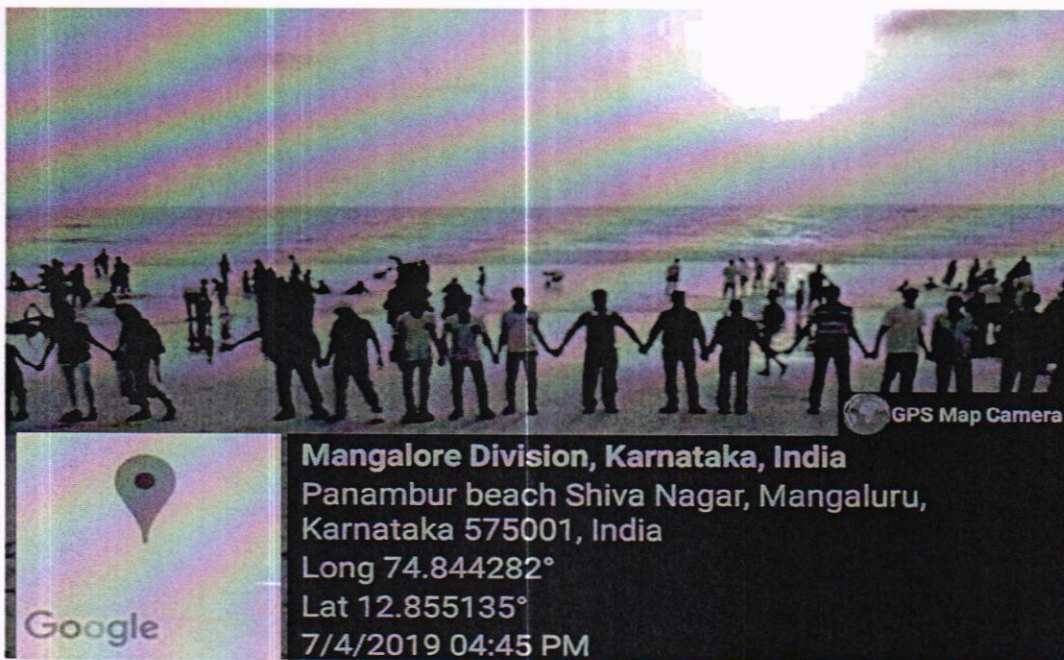 GPS Map Camera
Mangalore Division, Karnataka, India
Panambur beach Shiva Nagar, Mangaluru,
Karnataka 575001, India
Long 74.844282°
Lat 12.855135°
7/4/2019 04:45 PM
Google